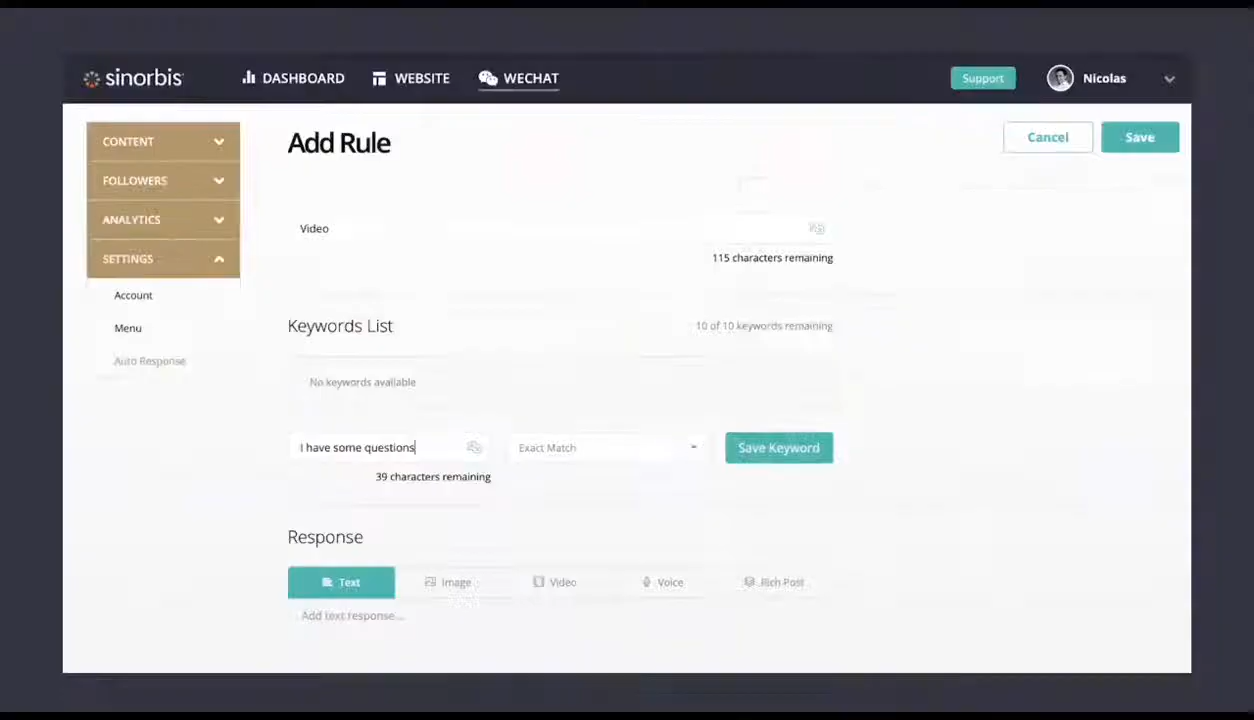 sinorbis DASHBOARD WEBSITE WECHAT Support Nicolas
CONTENT
FOLLOWERS
ANALYTICS
SETTINGS
Account
Menu
Auto Response
Add Rule
Cancel Save
Video
115 characters remaining
Keywords List 10 of 10 keywords remaining
No keywords available
I have some questions Exact Match Save Keyword
39 characters remaining
Response
Text Image Video Voice Rich Post
Add text response...